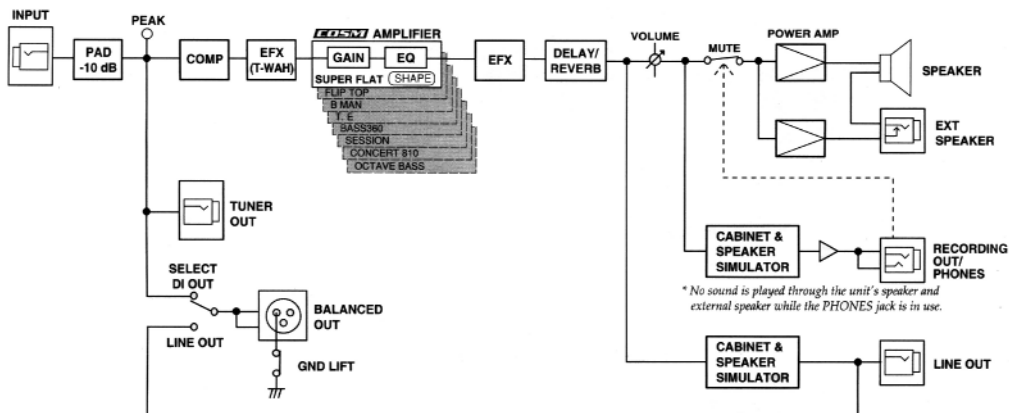 INPUT
PEAK
PAD
-10 dB
COMP
EFX
(T-WAH)
COSM AMPLIFIER
GAIN
EQ
SUPER FLAT
SHAPE
FLIP TOP
B MAN
T. E
BASS360
SESSION
CONCERT 810
OCTAVE BASS
EFX
DELAY/
REVERB
VOLUME
MUTE
POWER AMP
SPEAKER
EXT
SPEAKER
TUNER
OUT
SELECT
DI OUT
LINE OUT
BALANCED
OUT
GND LIFT
CABINET &
SPEAKER
SIMULATOR
RECORDING
OUT/
PHONES
* No sound is played through the unit's speaker and
external speaker while the PHONES jack is in use.
CABINET &
SPEAKER
SIMULATOR
LINE OUT